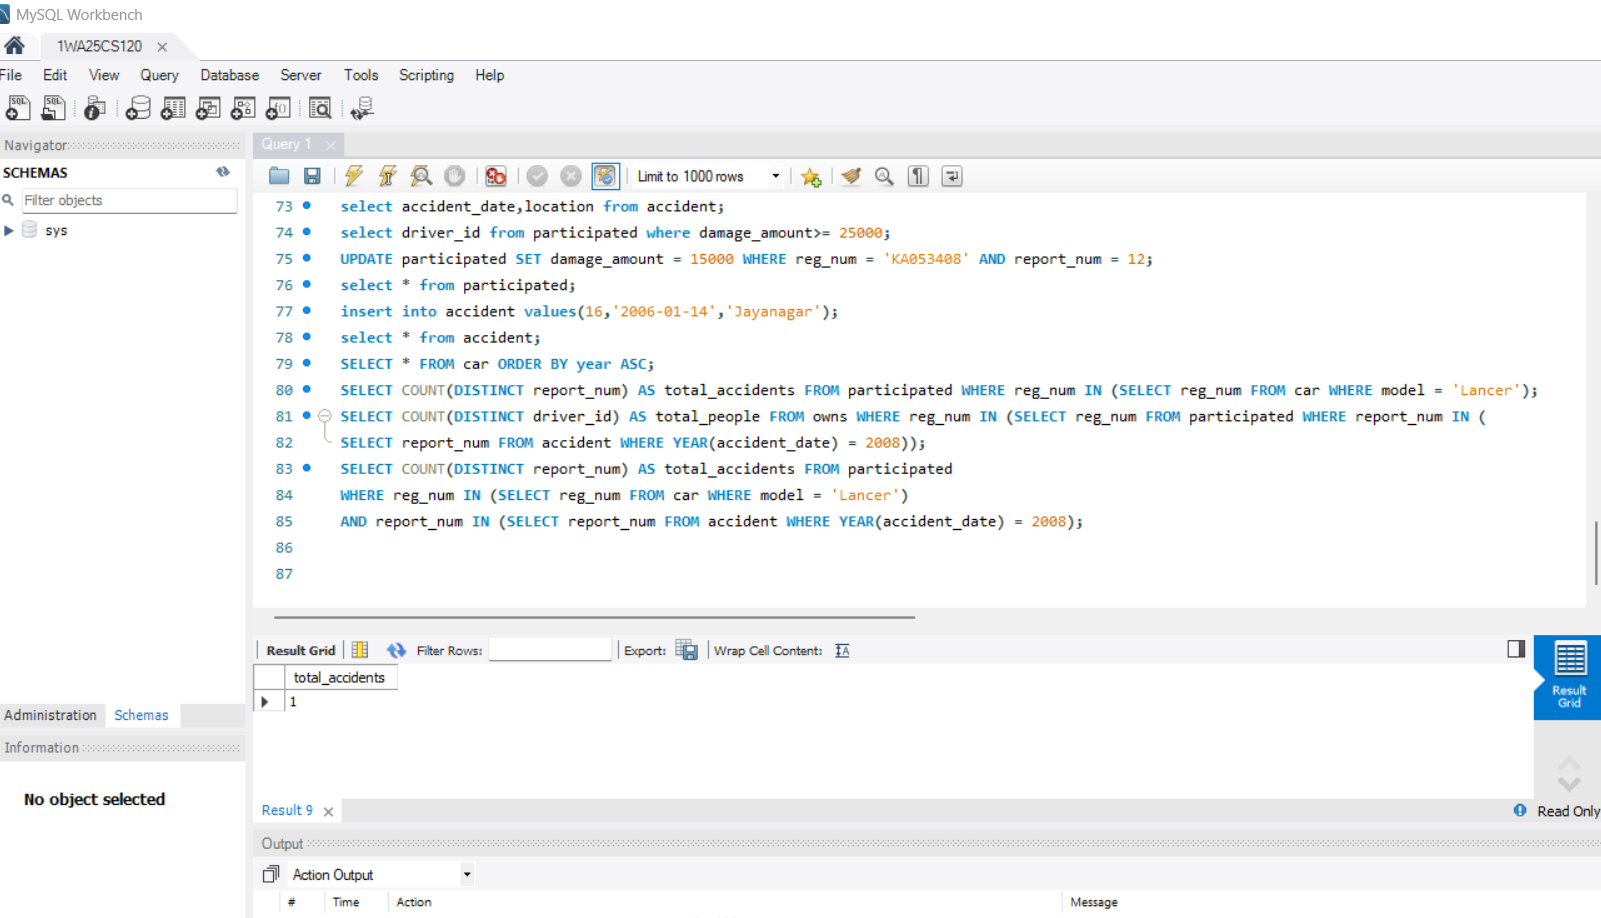 MySQL Workbench
1WA25CS120
File Edit View Query Database Server Tools Scripting Help
Navigator
Query 1
SCHEMAS
Limit to 1000 rows
Filter objects
sys
73 select accident_date,location from accident;
74 select driver_id from participated where damage_amount>= 25000;
75 UPDATE participated SET damage_amount = 15000 WHERE reg_num = 'KA053408' AND report_num = 12;
76 select * from participated;
77 insert into accident values(16,'2006-01-14','Jayanagar');
78 select * from accident;
79 SELECT * FROM car ORDER BY year ASC;
80 SELECT COUNT(DISTINCT report_num) AS total_accidents FROM participated WHERE reg_num IN (SELECT reg_num FROM car WHERE model = 'Lancer');
81 SELECT COUNT(DISTINCT driver_id) AS total_people FROM owns WHERE reg_num IN (SELECT reg_num FROM participated WHERE report_num IN (
82 SELECT report_num FROM accident WHERE YEAR(accident_date) = 2008));
83 SELECT COUNT(DISTINCT report_num) AS total_accidents FROM participated
84 WHERE reg_num IN (SELECT reg_num FROM car WHERE model = 'Lancer')
85 AND report_num IN (SELECT report_num FROM accident WHERE YEAR(accident_date) = 2008);
86
87
Result Grid Filter Rows: Export: Wrap Cell Content:
total_accidents
1
Result Grid
Administration Schemas
Information
No object selected
Result 9
Read Only
Output
Action Output
# Time Action Message